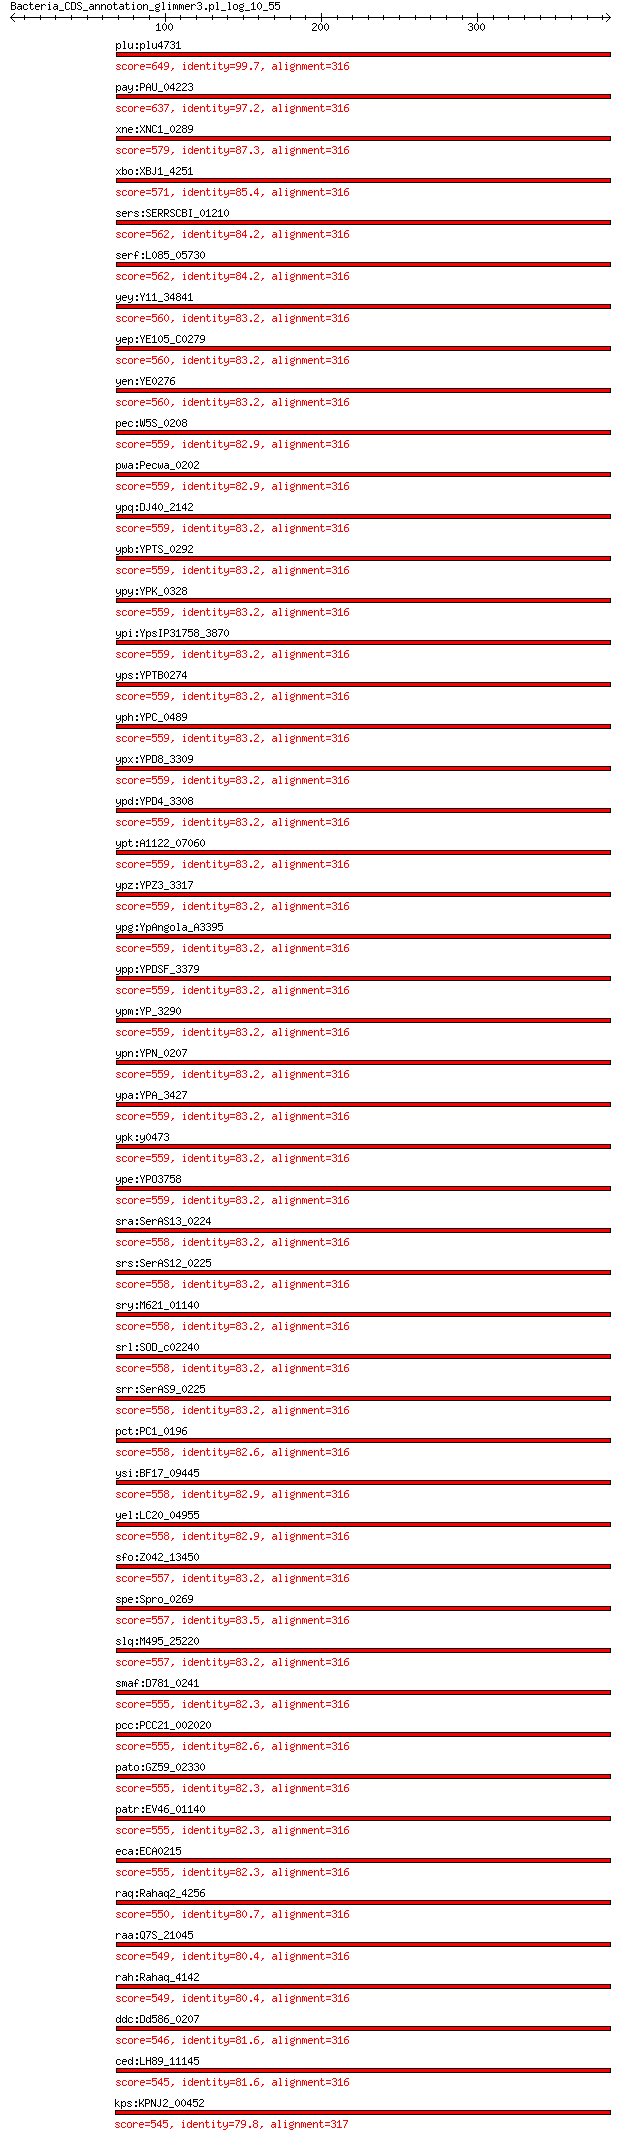 Bacteria_CDS_annotation_glimmer3.pl_log_10_55
100 200 300
plu:plu4731
score=649, identity=99.7, alignment=316
pay:PAU_04223
score=637, identity=97.2, alignment=316
xne:XNC1_0289
score=579, identity=87.3, alignment=316
xbo:XBJ1_4251
score=571, identity=85.4, alignment=316
sers:SERRSCBI_01210
score=562, identity=84.2, alignment=316
serf:L085_05730
score=562, identity=84.2, alignment=316
yey:Y11_34841
score=560, identity=83.2, alignment=316
yep:YE105_C0279
score=560, identity=83.2, alignment=316
yen:YE0276
score=560, identity=83.2, alignment=316
pec:W5S_0208
score=559, identity=82.9, alignment=316
pwa:Pecwa_0202
score=559, identity=82.9, alignment=316
ypq:DJ40_2142
score=559, identity=83.2, alignment=316
ypb:YPTS_0292
score=559, identity=83.2, alignment=316
ypy:YPK_0328
score=559, identity=83.2, alignment=316
ypi:YpsIP31758_3870
score=559, identity=83.2, alignment=316
yps:YPTB0274
score=559, identity=83.2, alignment=316
yph:YPC_0489
score=559, identity=83.2, alignment=316
ypx:YPD8_3309
score=559, identity=83.2, alignment=316
ypd:YPD4_3308
score=559, identity=83.2, alignment=316
ypt:A1122_07060
score=559, identity=83.2, alignment=316
ypz:YPZ3_3317
score=559, identity=83.2, alignment=316
ypg:YpAngola_A3395
score=559, identity=83.2, alignment=316
ypp:YPDSF_3379
score=559, identity=83.2, alignment=316
ypm:YP_3290
score=559, identity=83.2, alignment=316
ypn:YPN_0207
score=559, identity=83.2, alignment=316
ypa:YPA_3427
score=559, identity=83.2, alignment=316
ypk:y0473
score=559, identity=83.2, alignment=316
ype:YPO3758
score=559, identity=83.2, alignment=316
sra:SerAS13_0224
score=558, identity=83.2, alignment=316
srs:SerAS12_0225
score=558, identity=83.2, alignment=316
sry:M621_01140
score=558, identity=83.2, alignment=316
srl:SOD_c02240
score=558, identity=83.2, alignment=316
srr:SerAS9_0225
score=558, identity=83.2, alignment=316
pct:PC1_0196
score=558, identity=82.6, alignment=316
ysi:BF17_09445
score=558, identity=82.9, alignment=316
yel:LC20_04955
score=558, identity=82.9, alignment=316
sfo:Z042_13450
score=557, identity=83.2, alignment=316
spe:Spro_0269
score=557, identity=83.5, alignment=316
slq:M495_25220
score=557, identity=83.2, alignment=316
smaf:D781_0241
score=555, identity=82.3, alignment=316
pcc:PCC21_002020
score=555, identity=82.6, alignment=316
pato:GZ59_02330
score=555, identity=82.3, alignment=316
patr:EV46_01140
score=555, identity=82.3, alignment=316
eca:ECA0215
score=555, identity=82.3, alignment=316
raq:Rahaq2_4256
score=550, identity=80.7, alignment=316
raa:Q7S_21045
score=549, identity=80.4, alignment=316
rah:Rahaq_4142
score=549, identity=80.4, alignment=316
ddc:Dd586_0207
score=546, identity=81.6, alignment=316
ced:LH89_11145
score=545, identity=81.6, alignment=316
kps:KPNJ2_00452
score=545, identity=79.8, alignment=317